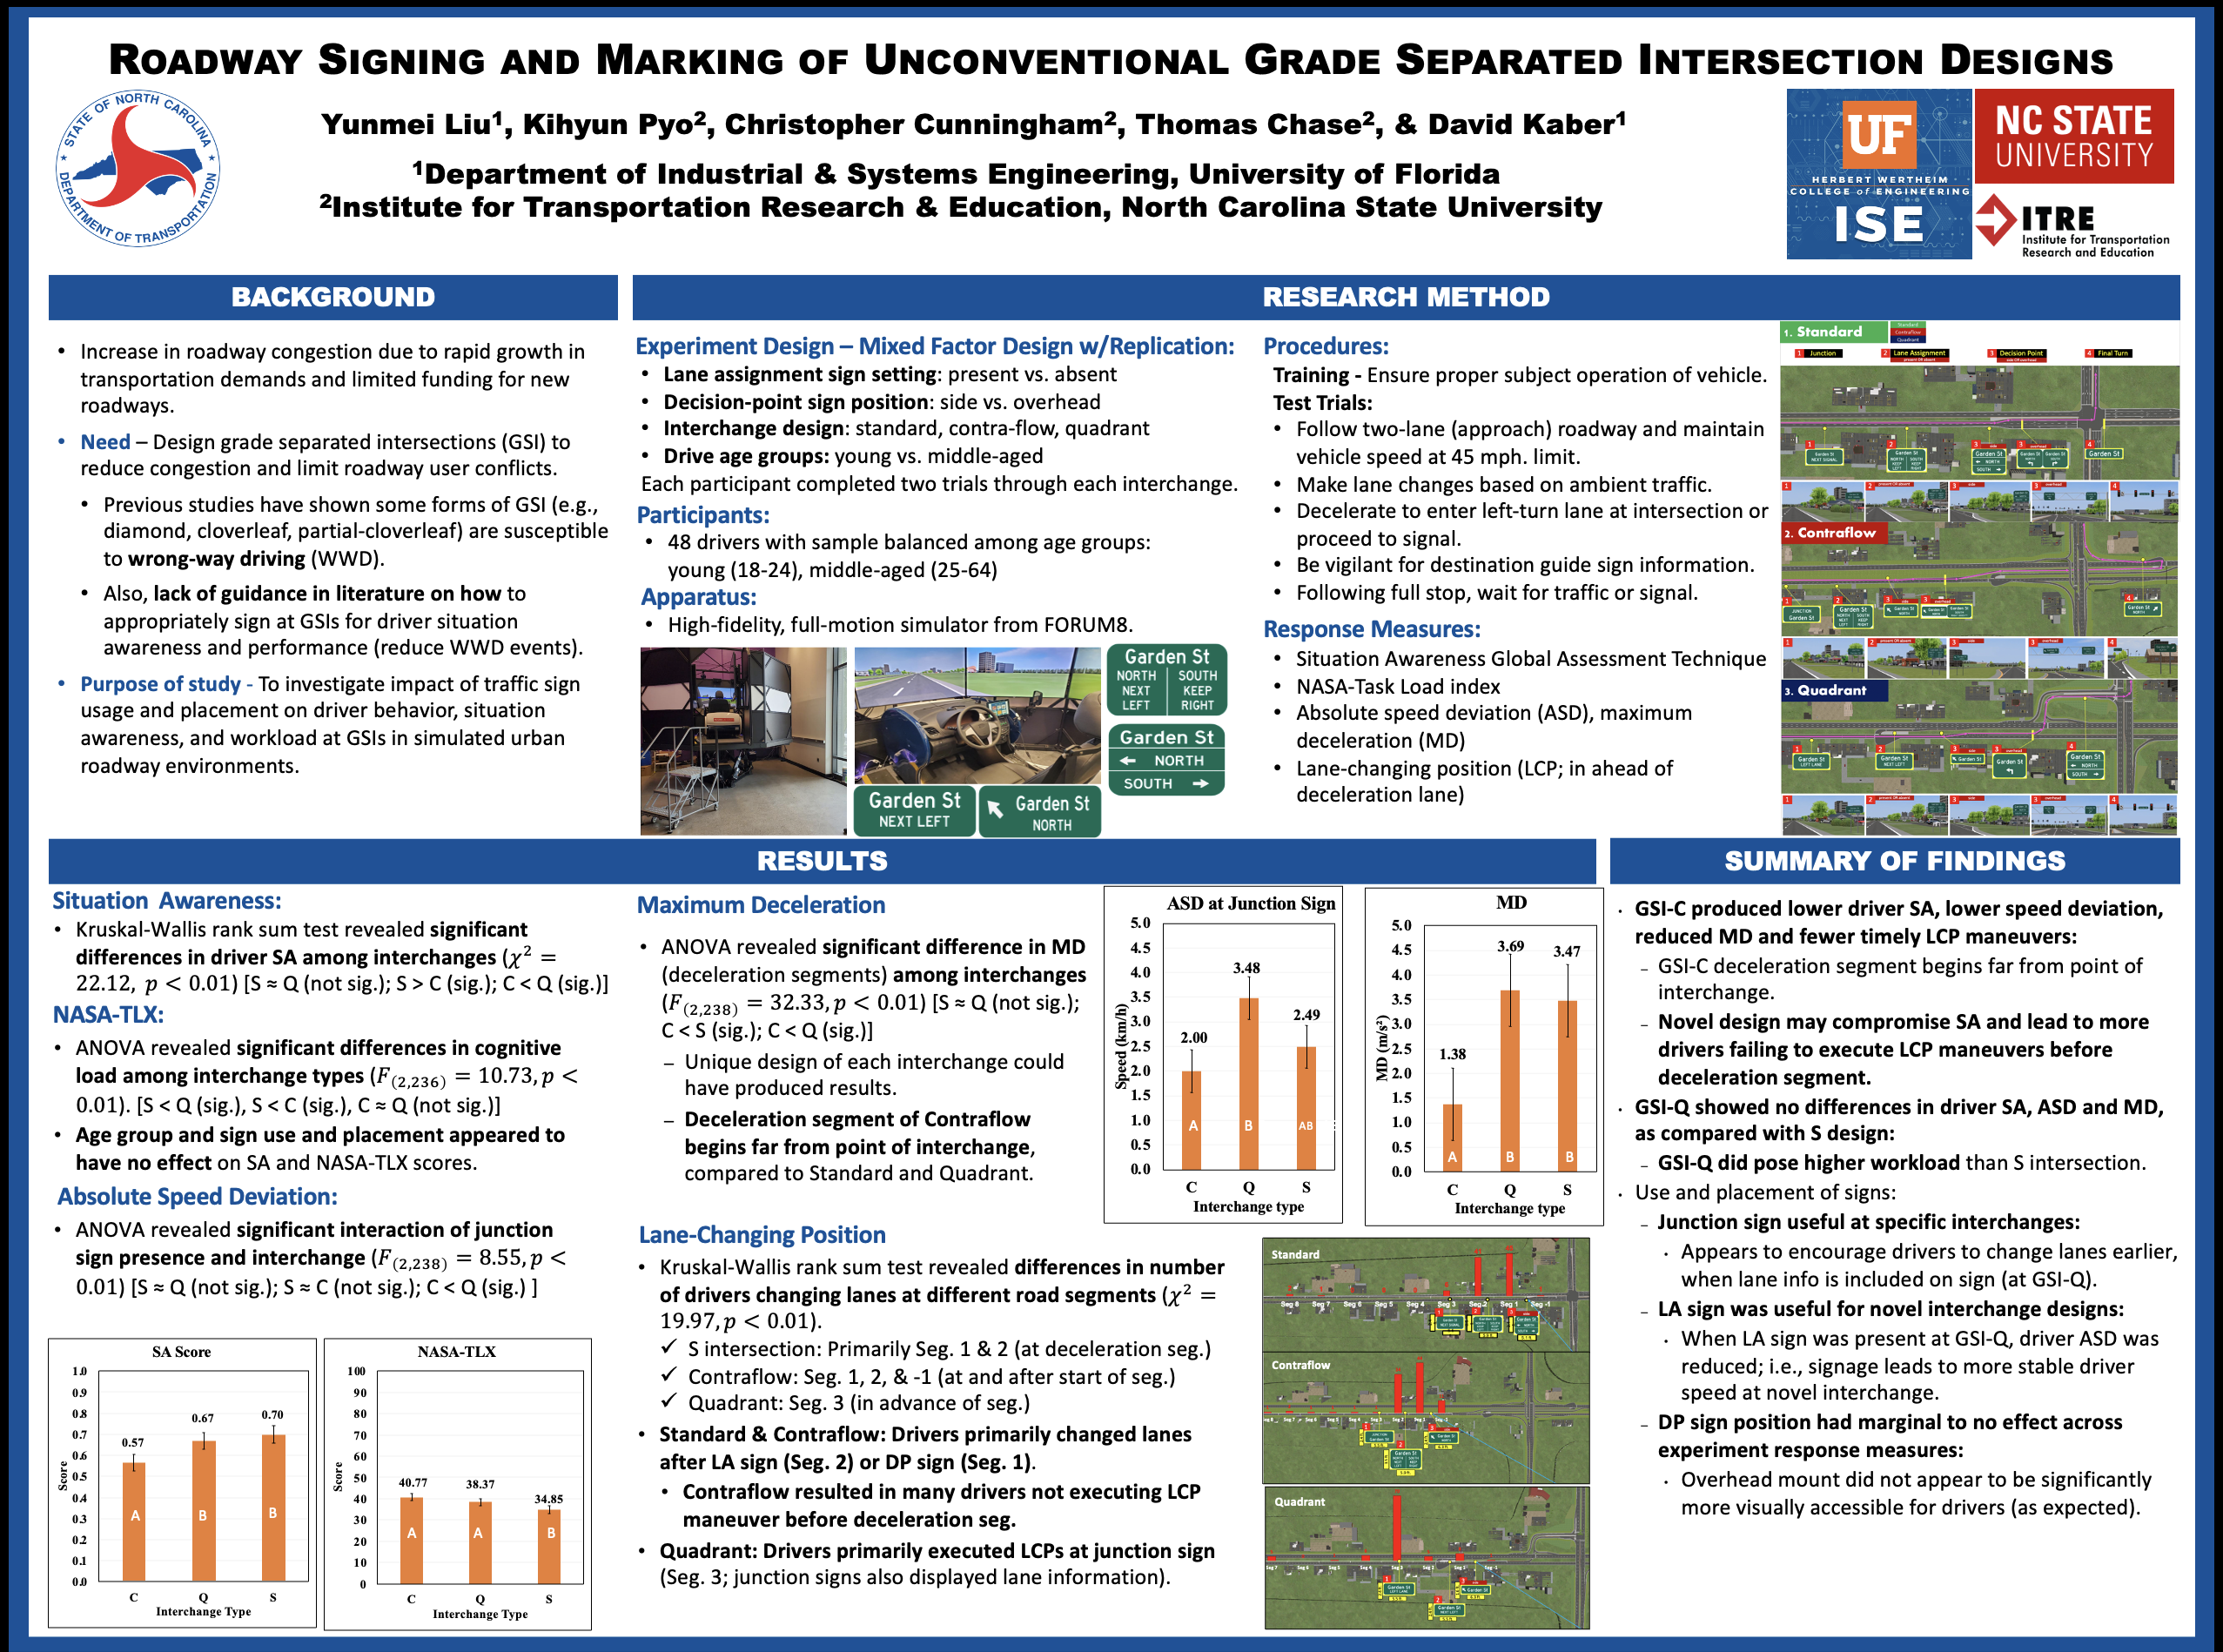 ROADWAY SIGNING AND MARKING OF UNCONVENTIONAL GRADE SEPARATED INTERSECTION DESIGNS
STATE OF NORTH CAROLINA
DEPARTMENT OF TRANSPORTATION
Yunmei Liu¹, Kihyun Pyo², Christopher Cunningham², Thomas Chase², & David Kaber¹
¹Department of Industrial & Systems Engineering, University of Florida
²Institute for Transportation Research & Education, North Carolina State University
UF
HERBERT WERTHEIM
COLLEGE of ENGINEERING
ISE
NC STATE
UNIVERSITY
ITRE
Institute for Transportation
Research and Education
BACKGROUND
• Increase in roadway congestion due to rapid growth in
transportation demands and limited funding for new
roadways.
• Need – Design grade separated intersections (GSI) to
reduce congestion and limit roadway user conflicts.
• Previous studies have shown some forms of GSI (e.g.,
diamond, cloverleaf, partial-cloverleaf) are susceptible
to wrong-way driving (WWD).
• Also, lack of guidance in literature on how to
appropriately sign at GSIs for driver situation
awareness and performance (reduce WWD events).
• Purpose of study - To investigate impact of traffic sign
usage and placement on driver behavior, situation
awareness, and workload at GSIs in simulated urban
roadway environments.
RESEARCH METHOD
Experiment Design – Mixed Factor Design w/Replication:
• Lane assignment sign setting: present vs. absent
• Decision-point sign position: side vs. overhead
• Interchange design: standard, contra-flow, quadrant
• Drive age groups: young vs. middle-aged
Each participant completed two trials through each interchange.
Participants:
• 48 drivers with sample balanced among age groups:
young (18-24), middle-aged (25-64)
Apparatus:
• High-fidelity, full-motion simulator from FORUM8.
Garden St
NORTH SOUTH
NEXT KEEP
LEFT RIGHT
Garden St
← NORTH
SOUTH →
Garden St
NEXT LEFT
Garden St
NORTH
Procedures:
Training - Ensure proper subject operation of vehicle.
Test Trials:
• Follow two-lane (approach) roadway and maintain
vehicle speed at 45 mph. limit.
• Make lane changes based on ambient traffic.
• Decelerate to enter left-turn lane at intersection or
proceed to signal.
• Be vigilant for destination guide sign information.
• Following full stop, wait for traffic or signal.
Response Measures:
• Situation Awareness Global Assessment Technique
• NASA-Task Load index
• Absolute speed deviation (ASD), maximum
deceleration (MD)
• Lane-changing position (LCP; in ahead of
deceleration lane)
1. Standard
Standard
Contraflow
Quadrant
1 Junction
2 Lane Assignment
3 Decision Point
4 Final Turn
2. Contraflow
3. Quadrant
RESULTS
Situation Awareness:
• Kruskal-Wallis rank sum test revealed significant
differences in driver SA among interchanges (χ² =
22.12, p < 0.01) [S ≈ Q (not sig.); S > C (sig.); C < Q (sig.)]
NASA-TLX:
• ANOVA revealed significant differences in cognitive
load among interchange types (F(2,236) = 10.73, p <
0.01). [S < Q (sig.), S < C (sig.), C ≈ Q (not sig.)]
• Age group and sign use and placement appeared to
have no effect on SA and NASA-TLX scores.
Absolute Speed Deviation:
• ANOVA revealed significant interaction of junction
sign presence and interchange (F(2,238) = 8.55, p <
0.01) [S ≈ Q (not sig.); S ≈ C (not sig.); C < Q (sig.) ]
SA Score
1.0
0.9
0.8
0.7
0.6
0.5
0.4
0.3
0.2
0.1
0.0
Score
0.57
0.67
0.70
A
B
B
C Q S
Interchange Type
NASA-TLX
100
90
80
70
60
50
40
30
20
10
0
Score
40.77
38.37
34.85
A
A
B
C Q S
Interchange Type
Maximum Deceleration
• ANOVA revealed significant difference in MD
(deceleration segments) among interchanges
(F(2,238) = 32.33, p < 0.01) [S ≈ Q (not sig.);
C < S (sig.); C < Q (sig.)]
– Unique design of each interchange could
have produced results.
– Deceleration segment of Contraflow
begins far from point of interchange,
compared to Standard and Quadrant.
ASD at Junction Sign
5.0
4.5
4.0
3.5
3.0
2.5
2.0
1.5
1.0
0.5
0.0
Speed (km/h)
2.00
3.48
2.49
A
B
AB
C Q S
Interchange type
MD
5.0
4.5
4.0
3.5
3.0
2.5
2.0
1.5
1.0
0.5
0.0
MD (m/s²)
1.38
3.69
3.47
A
B
B
C Q S
Interchange type
Lane-Changing Position
• Kruskal-Wallis rank sum test revealed differences in number
of drivers changing lanes at different road segments (χ² =
19.97, p < 0.01).
✓ S intersection: Primarily Seg. 1 & 2 (at deceleration seg.)
✓ Contraflow: Seg. 1, 2, & -1 (at and after start of seg.)
✓ Quadrant: Seg. 3 (in advance of seg.)
• Standard & Contraflow: Drivers primarily changed lanes
after LA sign (Seg. 2) or DP sign (Seg. 1).
• Contraflow resulted in many drivers not executing LCP
maneuver before deceleration seg.
• Quadrant: Drivers primarily executed LCPs at junction sign
(Seg. 3; junction signs also displayed lane information).
Standard
Seg 8 Seg 7 Seg 6 Seg 5 Seg 4 Seg 3 Seg 2 Seg 1 Seg -1
Contraflow
Quadrant
SUMMARY OF FINDINGS
• GSI-C produced lower driver SA, lower speed deviation,
reduced MD and fewer timely LCP maneuvers:
– GSI-C deceleration segment begins far from point of
interchange.
– Novel design may compromise SA and lead to more
drivers failing to execute LCP maneuvers before
deceleration segment.
• GSI-Q showed no differences in driver SA, ASD and MD,
as compared with S design:
– GSI-Q did pose higher workload than S intersection.
• Use and placement of signs:
– Junction sign useful at specific interchanges:
• Appears to encourage drivers to change lanes earlier,
when lane info is included on sign (at GSI-Q).
– LA sign was useful for novel interchange designs:
• When LA sign was present at GSI-Q, driver ASD was
reduced; i.e., signage leads to more stable driver
speed at novel interchange.
– DP sign position had marginal to no effect across
experiment response measures:
• Overhead mount did not appear to be significantly
more visually accessible for drivers (as expected).